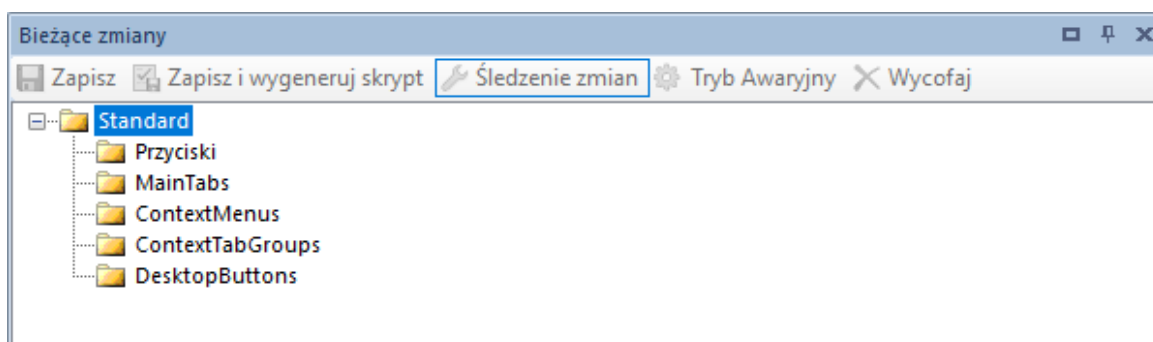 Bieżące zmiany
Zapisz Zapisz i wygeneruj skrypt Śledzenie zmian Tryb Awaryjny Wycofaj
Standard
Przyciski
MainTabs
ContextMenus
ContextTabGroups
DesktopButtons